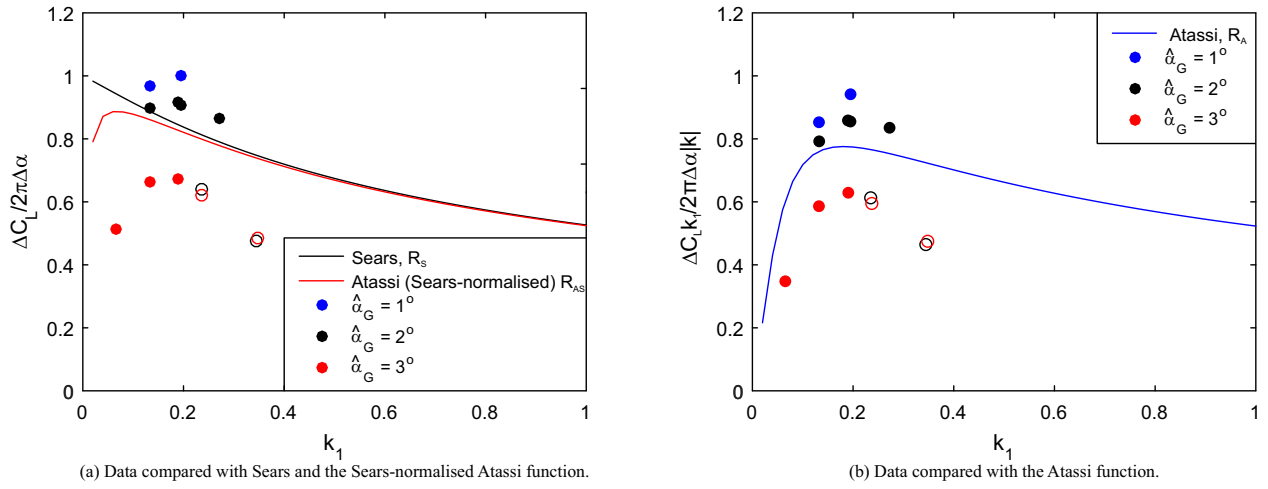 1.2
1
0.8
0.6
0.4
0.2
0
0 0.2 0.4 0.6 0.8 1
ΔC_L/2πΔα
k_1
Sears, R_S
Atassi (Sears-normalised) R_AS
α̂_G = 1°
α̂_G = 2°
α̂_G = 3°
(a) Data compared with Sears and the Sears-normalised Atassi function.
1.2
1
0.8
0.6
0.4
0.2
0
0 0.2 0.4 0.6 0.8 1
ΔC_L k_1/2πΔα|k|
k_1
Atassi, R_A
α̂_G = 1°
α̂_G = 2°
α̂_G = 3°
(b) Data compared with the Atassi function.